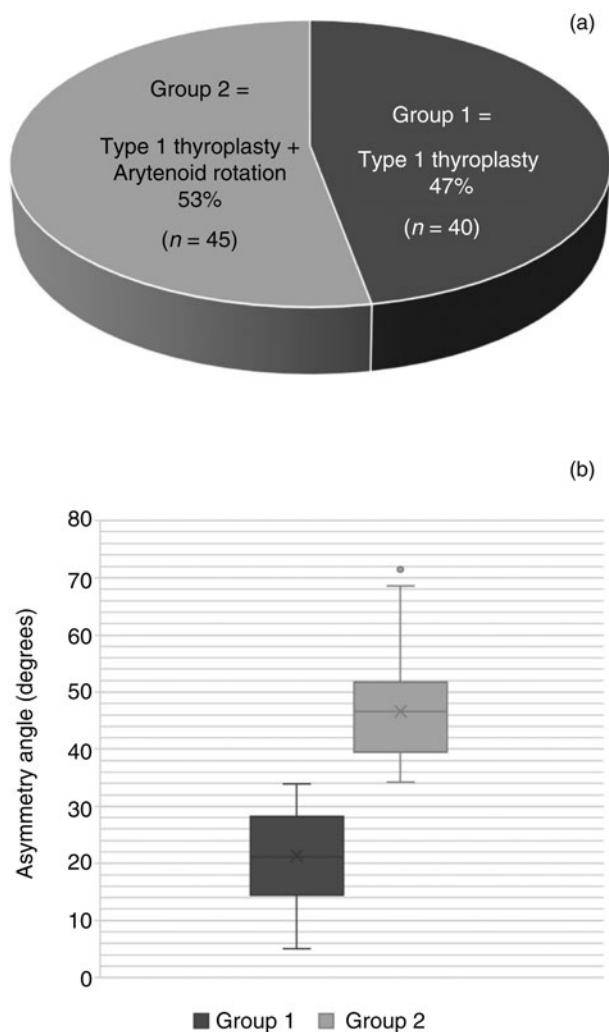 (a)
Group 2 =
Type 1 thyroplasty +
Arytenoid rotation
53%
(n = 45)
Group 1 =
Type 1 thyroplasty
47%
(n = 40)
(b)
Asymmetry angle (degrees)
80
70
60
50
40
30
20
10
0
Group 1
Group 2